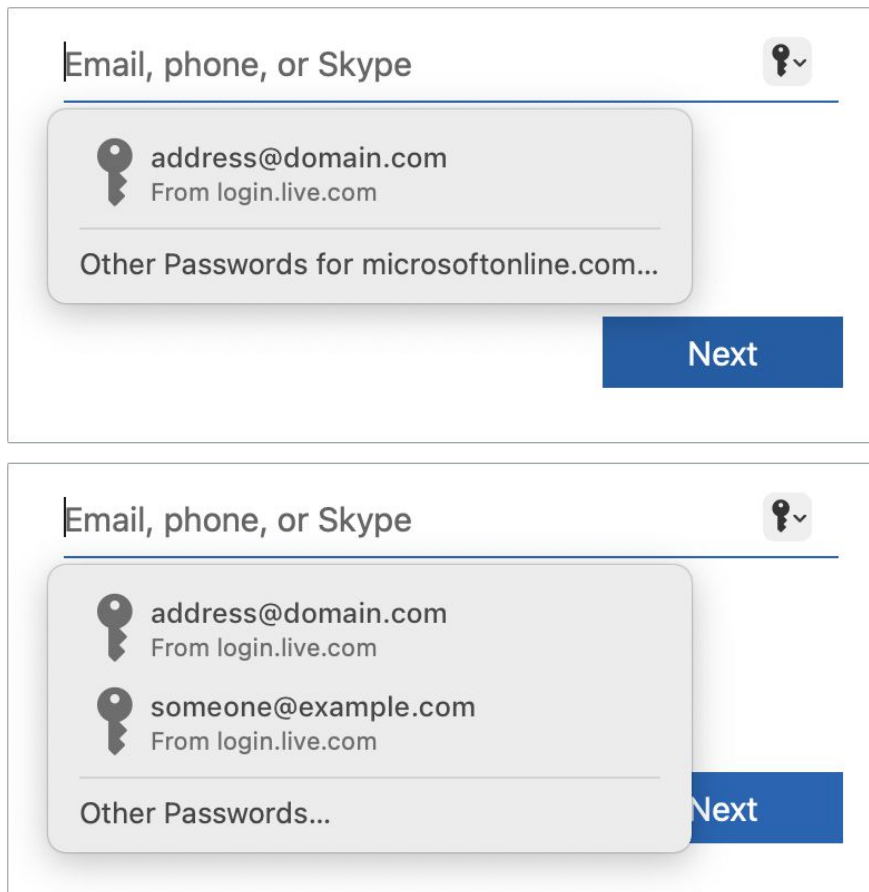 Email, phone, or Skype
address@domain.com
From login.live.com
Other Passwords for microsoftonline.com...
Next
Email, phone, or Skype
address@domain.com
From login.live.com
someone@example.com
From login.live.com
Other Passwords...
Next